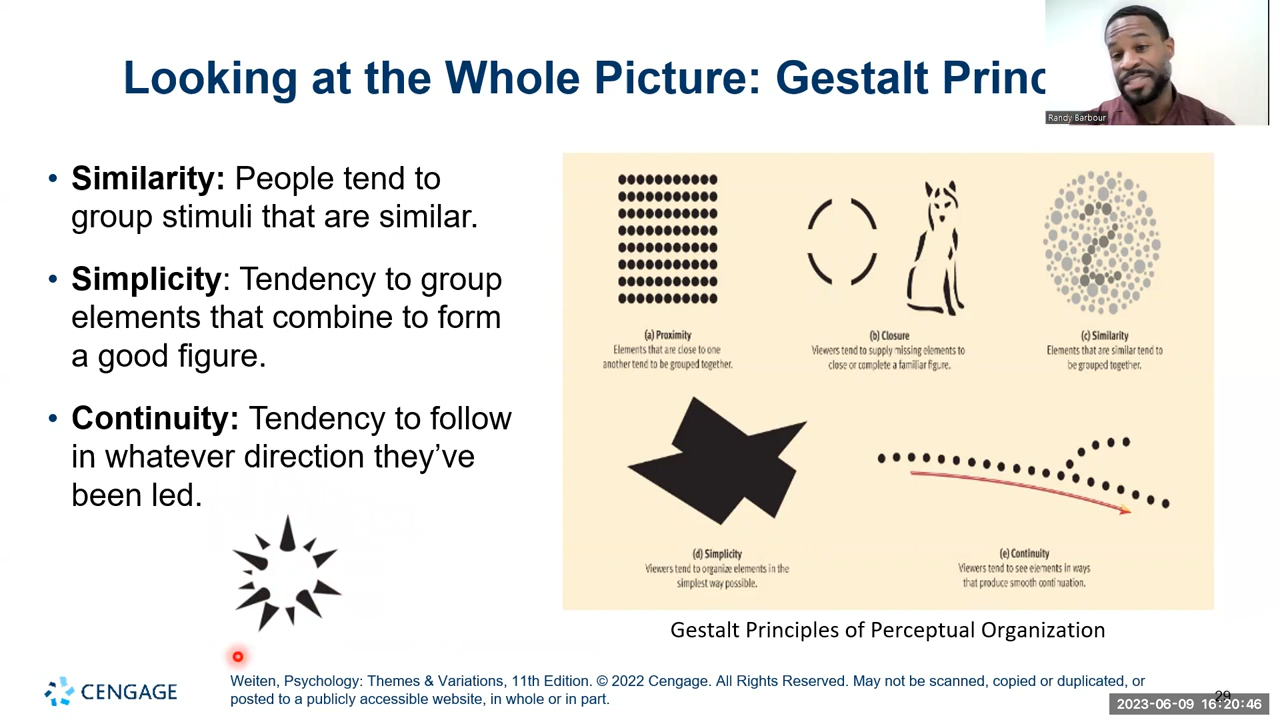 Looking at the Whole Picture: Gestalt Princ
Randy Barbour
• Similarity: People tend to
group stimuli that are similar.
• Simplicity: Tendency to group
elements that combine to form
a good figure.
• Continuity: Tendency to follow
in whatever direction they've
been led.
(a) Proximity
Elements that are close to one
another tend to be grouped together.
(b) Closure
Viewers tend to supply missing elements to
close or complete a familiar figure.
(c) Similarity
Elements that are similar tend to
be grouped together.
(d) Simplicity
Viewers tend to organize elements in the
simplest way possible.
(e) Continuity
Viewers tend to see elements in ways
that produce smooth continuation.
Gestalt Principles of Perceptual Organization
CENGAGE
Weiten, Psychology: Themes & Variations, 11th Edition. © 2022 Cengage. All Rights Reserved. May not be scanned, copied or duplicated, or
posted to a publicly accessible website, in whole or in part.
29
2023-06-09 16:20:46